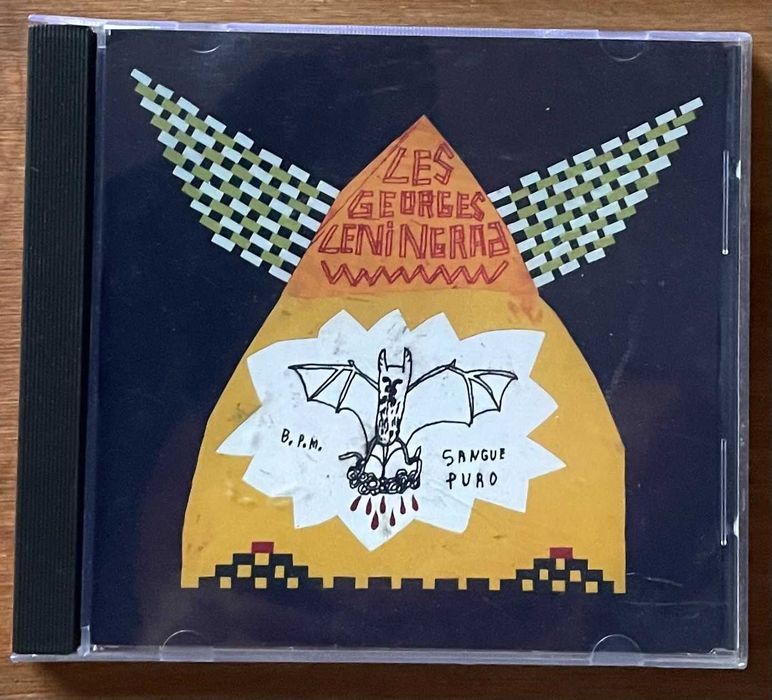 LES
GEORGES
LENINGRAD
B.P.M.
SANGUE
PURO